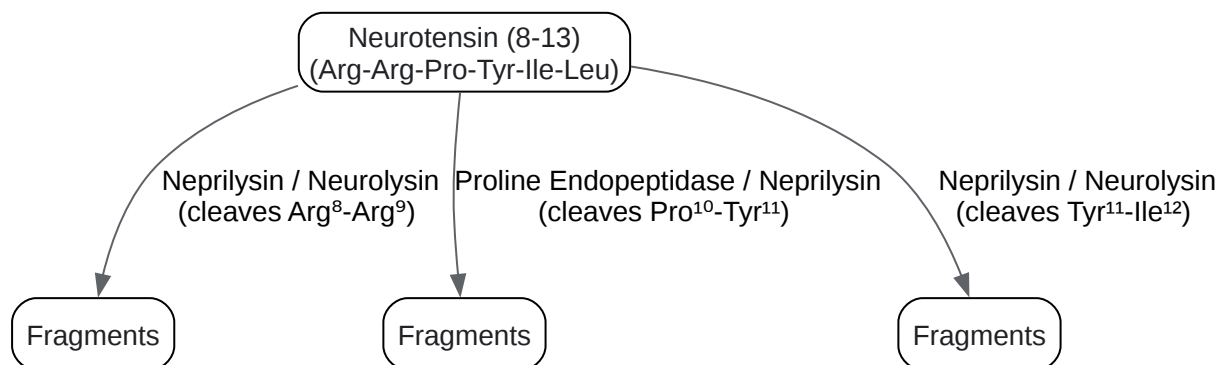 Neurotensin (8-13)
(Arg-Arg-Pro-Tyr-Ile-Leu)
Neprilysin / Neurolysin
(cleaves Arg⁸-Arg⁹)
Proline Endopeptidase / Neprilysin
(cleaves Pro¹⁰-Tyr¹¹)
Neprilysin / Neurolysin
(cleaves Tyr¹¹-Ile¹²)
Fragments
Fragments
Fragments